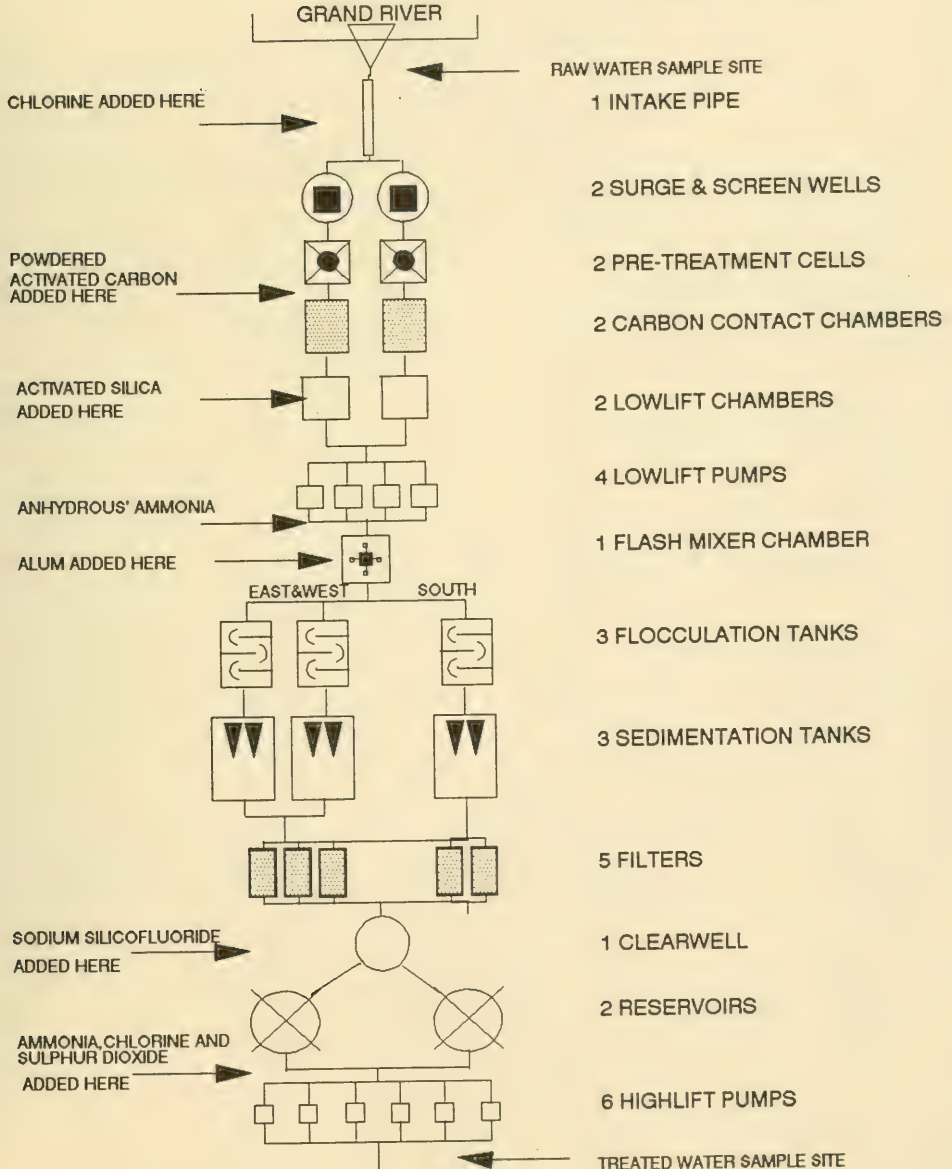 GRAND RIVER
RAW WATER SAMPLE SITE
CHLORINE ADDED HERE
1 INTAKE PIPE
2 SURGE & SCREEN WELLS
POWDERED
ACTIVATED CARBON
ADDED HERE
2 PRE-TREATMENT CELLS
2 CARBON CONTACT CHAMBERS
ACTIVATED SILICA
ADDED HERE
2 LOWLIFT CHAMBERS
4 LOWLIFT PUMPS
ANHYDROUS' AMMONIA
1 FLASH MIXER CHAMBER
ALUM ADDED HERE
EAST&WEST
SOUTH
3 FLOCCULATION TANKS
3 SEDIMENTATION TANKS
5 FILTERS
SODIUM SILICOFLUORIDE
ADDED HERE
1 CLEARWELL
2 RESERVOIRS
AMMONIA, CHLORINE AND
SULPHUR DIOXIDE
ADDED HERE
6 HIGHLIFT PUMPS
TREATED WATER SAMPLE SITE